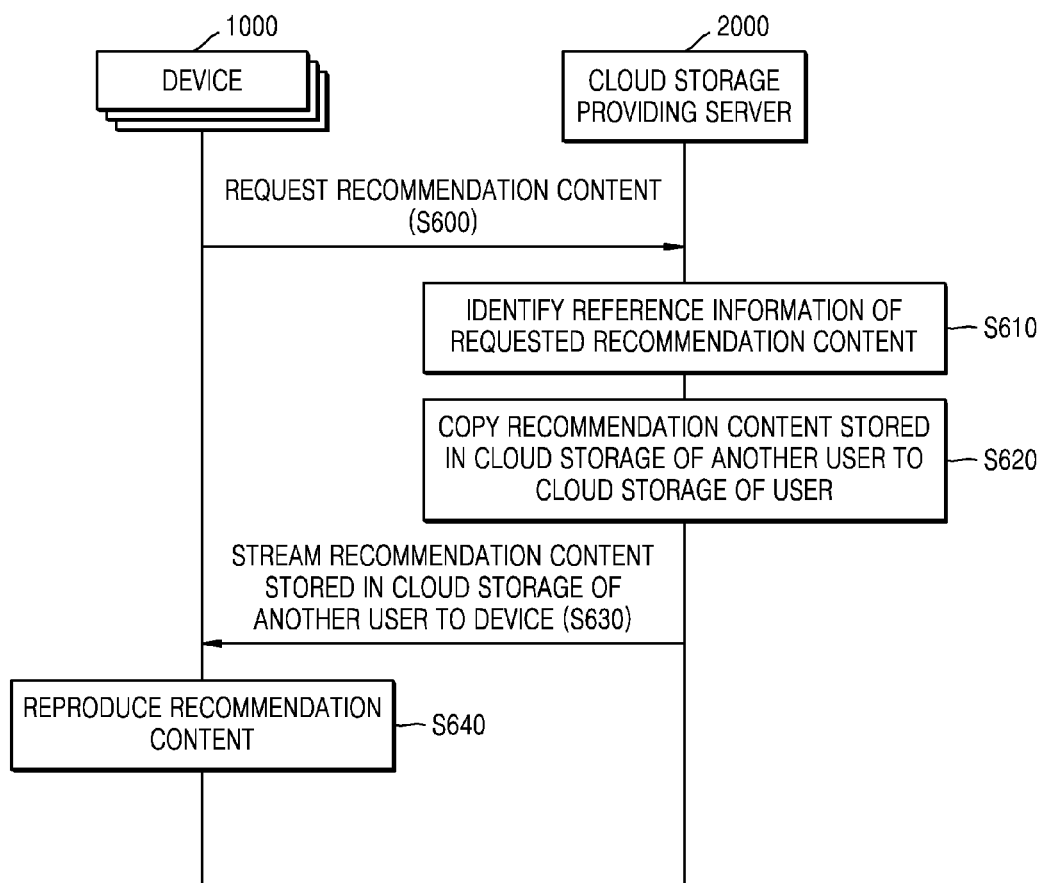 1000
2000
DEVICE
CLOUD STORAGE
PROVIDING SERVER
REQUEST RECOMMENDATION CONTENT
(S600)
IDENTIFY REFERENCE INFORMATION OF
REQUESTED RECOMMENDATION CONTENT
S610
COPY RECOMMENDATION CONTENT STORED
IN CLOUD STORAGE OF ANOTHER USER TO
CLOUD STORAGE OF USER
S620
STREAM RECOMMENDATION CONTENT
STORED IN CLOUD STORAGE OF
ANOTHER USER TO DEVICE (S630)
REPRODUCE RECOMMENDATION
CONTENT
S640